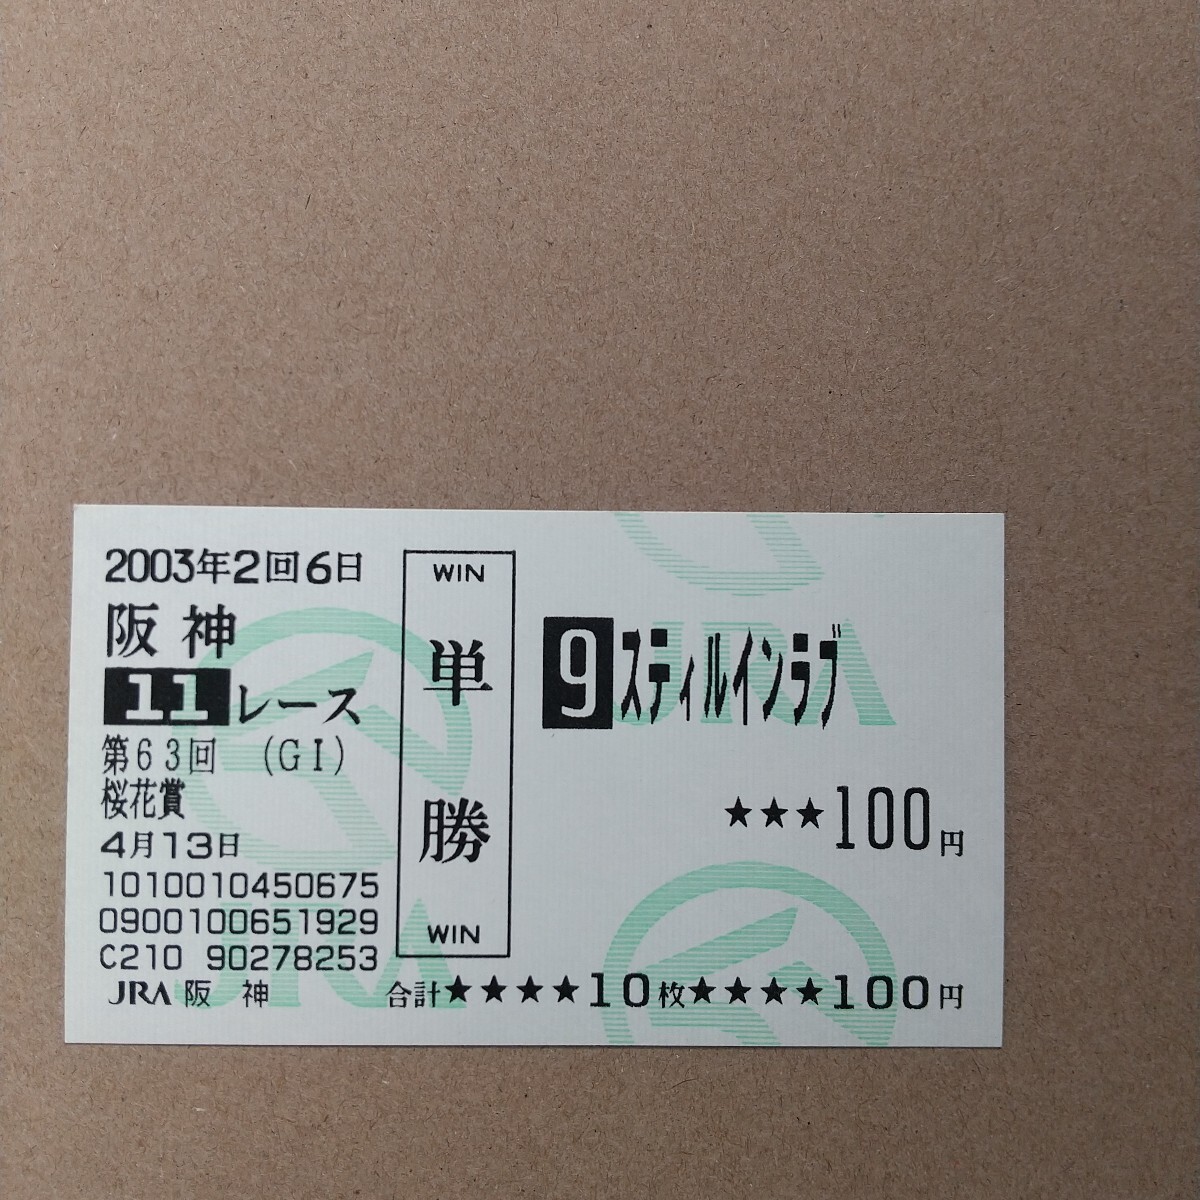 2003年2回6日
阪神
11レース
第63回 (GI)
桜花賞
4月13日
1010010450675
0900100651929
C210 90278253
JRA 阪神
WIN
単勝
WIN
9 スティルインラブ
★★★100円
合計★★★★10枚★★★★100円
JRA
JRA